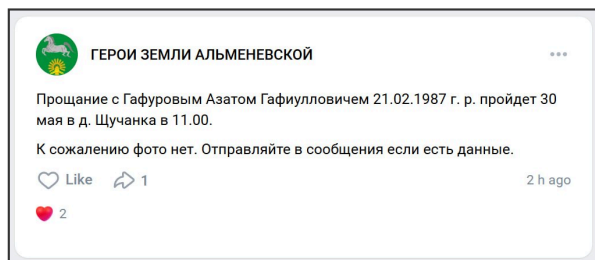 ГЕРОИ ЗЕМЛИ АЛЬМЕНЕВСКОЙ
Прощание с Гафуровым Азатом Гафиулловичем 21.02.1987 г. р. пройдет 30
мая в д. Щучанка в 11.00.
К сожалению фото нет. Отправляйте в сообщения если есть данные.
Like 1 2 h ago
2